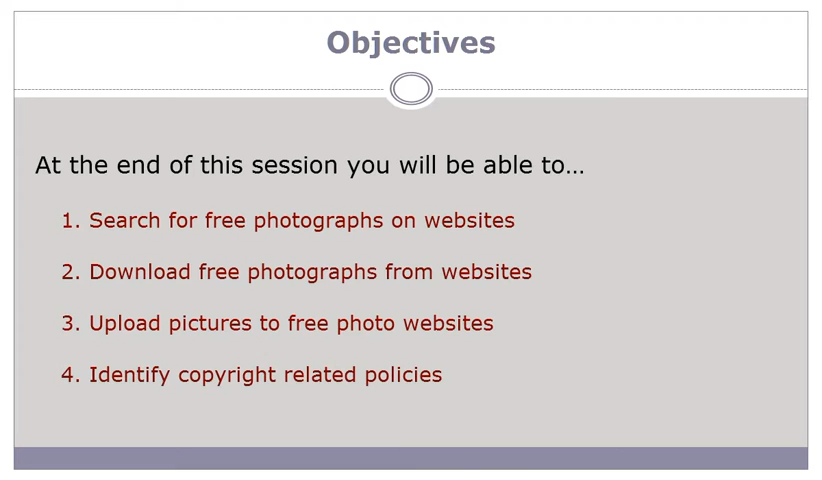 Objectives
At the end of this session you will be able to...
1. Search for free photographs on websites
2. Download free photographs from websites
3. Upload pictures to free photo websites
4. Identify copyright related policies